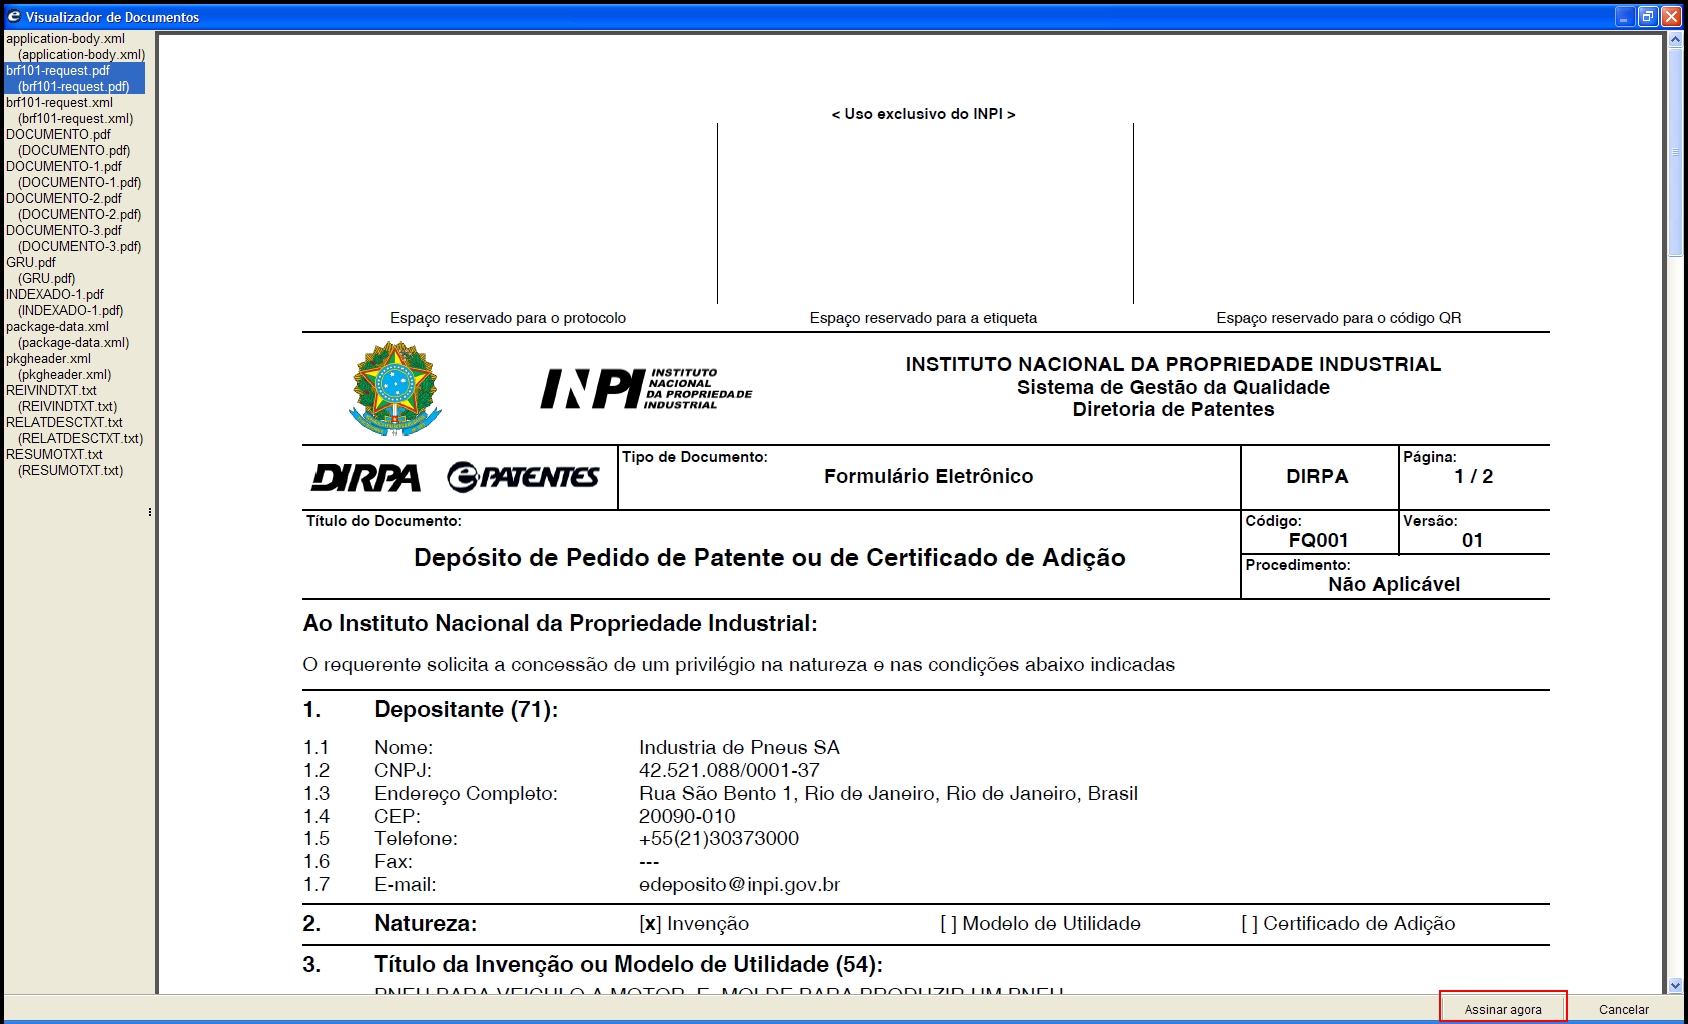 Visualizador de Documentos
application-body.xml
(application-body.xml)
brf101-request.pdf
(brf101-request.pdf)
brf101-request.xml
(brf101-request.xml)
DOCUMENTO.pdf
(DOCUMENTO.pdf)
DOCUMENTO-1.pdf
(DOCUMENTO-1.pdf)
DOCUMENTO-2.pdf
(DOCUMENTO-2.pdf)
DOCUMENTO-3.pdf
(DOCUMENTO-3.pdf)
GRU.pdf
(GRU.pdf)
INDEXADO-1.pdf
(INDEXADO-1.pdf)
package-data.xml
(package-data.xml)
pkgheader.xml
(pkgheader.xml)
REIVINDTXT.txt
(REIVINDTXT.txt)
RELATDESCTXT.txt
(RELATDESCTXT.txt)
RESUMOTXT.txt
(RESUMOTXT.txt)
< Uso exclusivo do INPI >
Espaço reservado para o protocolo Espaço reservado para a etiqueta Espaço reservado para o código QR
INPI INSTITUTO
NACIONAL
DA PROPRIEDADE
INDUSTRIAL
INSTITUTO NACIONAL DA PROPRIEDADE INDUSTRIAL
Sistema de Gestão da Qualidade
Diretoria de Patentes
DIRPA e-PATENTES
Tipo de Documento:
Formulário Eletrônico
DIRPA
Página:
1 / 2
Título do Documento:
Depósito de Pedido de Patente ou de Certificado de Adição
Código:
FQ001
Versão:
01
Procedimento:
Não Aplicável
Ao Instituto Nacional da Propriedade Industrial:
O requerente solicita a concessão de um privilégio na natureza e nas condições abaixo indicadas
1. Depositante (71):
1.1 Nome: Industria de Pneus SA
1.2 CNPJ: 42.521.088/0001-37
1.3 Endereço Completo: Rua São Bento 1, Rio de Janeiro, Rio de Janeiro, Brasil
1.4 CEP: 20090-010
1.5 Telefone: +55(21)30373000
1.6 Fax: ---
1.7 E-mail: edeposito@inpi.gov.br
2. Natureza: [x] Invenção [ ] Modelo de Utilidade [ ] Certificado de Adição
3. Título da Invenção ou Modelo de Utilidade (54):
PNEU PARA VEICULO A MOTOR, E, MOLDE PARA PRODUZIR UM PNEU
Assinar agora Cancelar